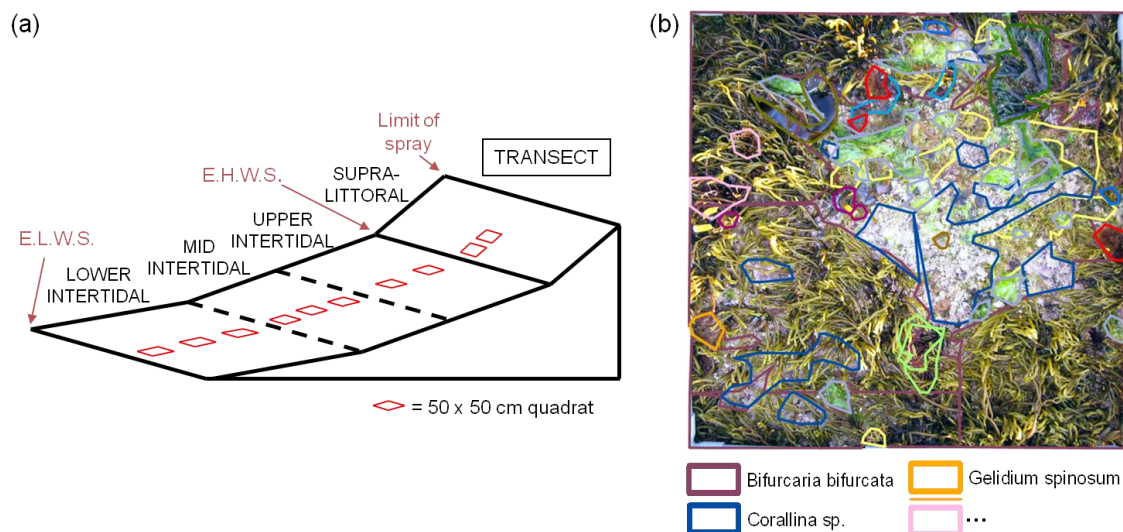 (a)
Limit of
spray
TRANSECT
E.H.W.S.
SUPRA-
LITTORAL
UPPER
INTERTIDAL
E.L.W.S.
MID
INTERTIDAL
LOWER
INTERTIDAL
= 50 x 50 cm quadrat
(b)
Bifurcaria bifurcata
Gelidium spinosum
Corallina sp.
...